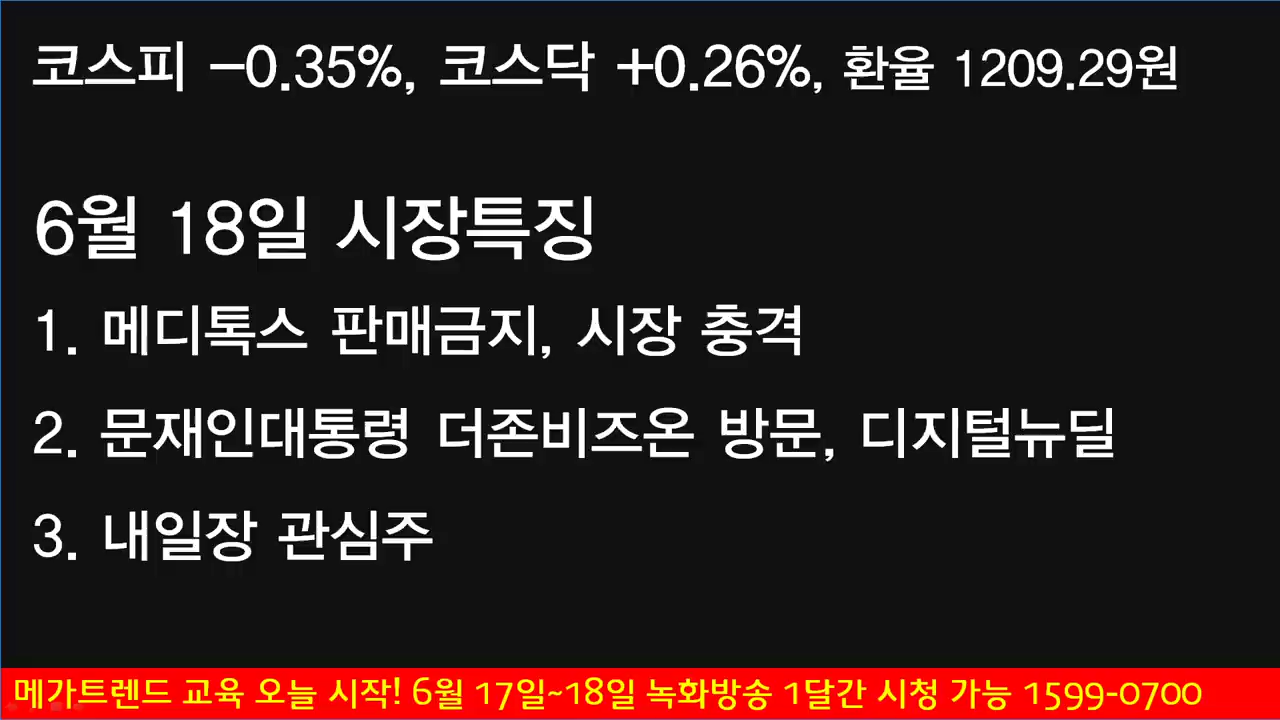 코스피 -0.35%, 코스닥 +0.26%, 환율 1209.29원
6월 18일 시장특징
1. 메디톡스 판매금지, 시장 충격
2. 문재인대통령 더존비즈온 방문, 디지털뉴딜
3. 내일장 관심주
메가트렌드 교육 오늘 시작! 6월 17일~18일 녹화방송 1달간 시청 가능 1599-0700